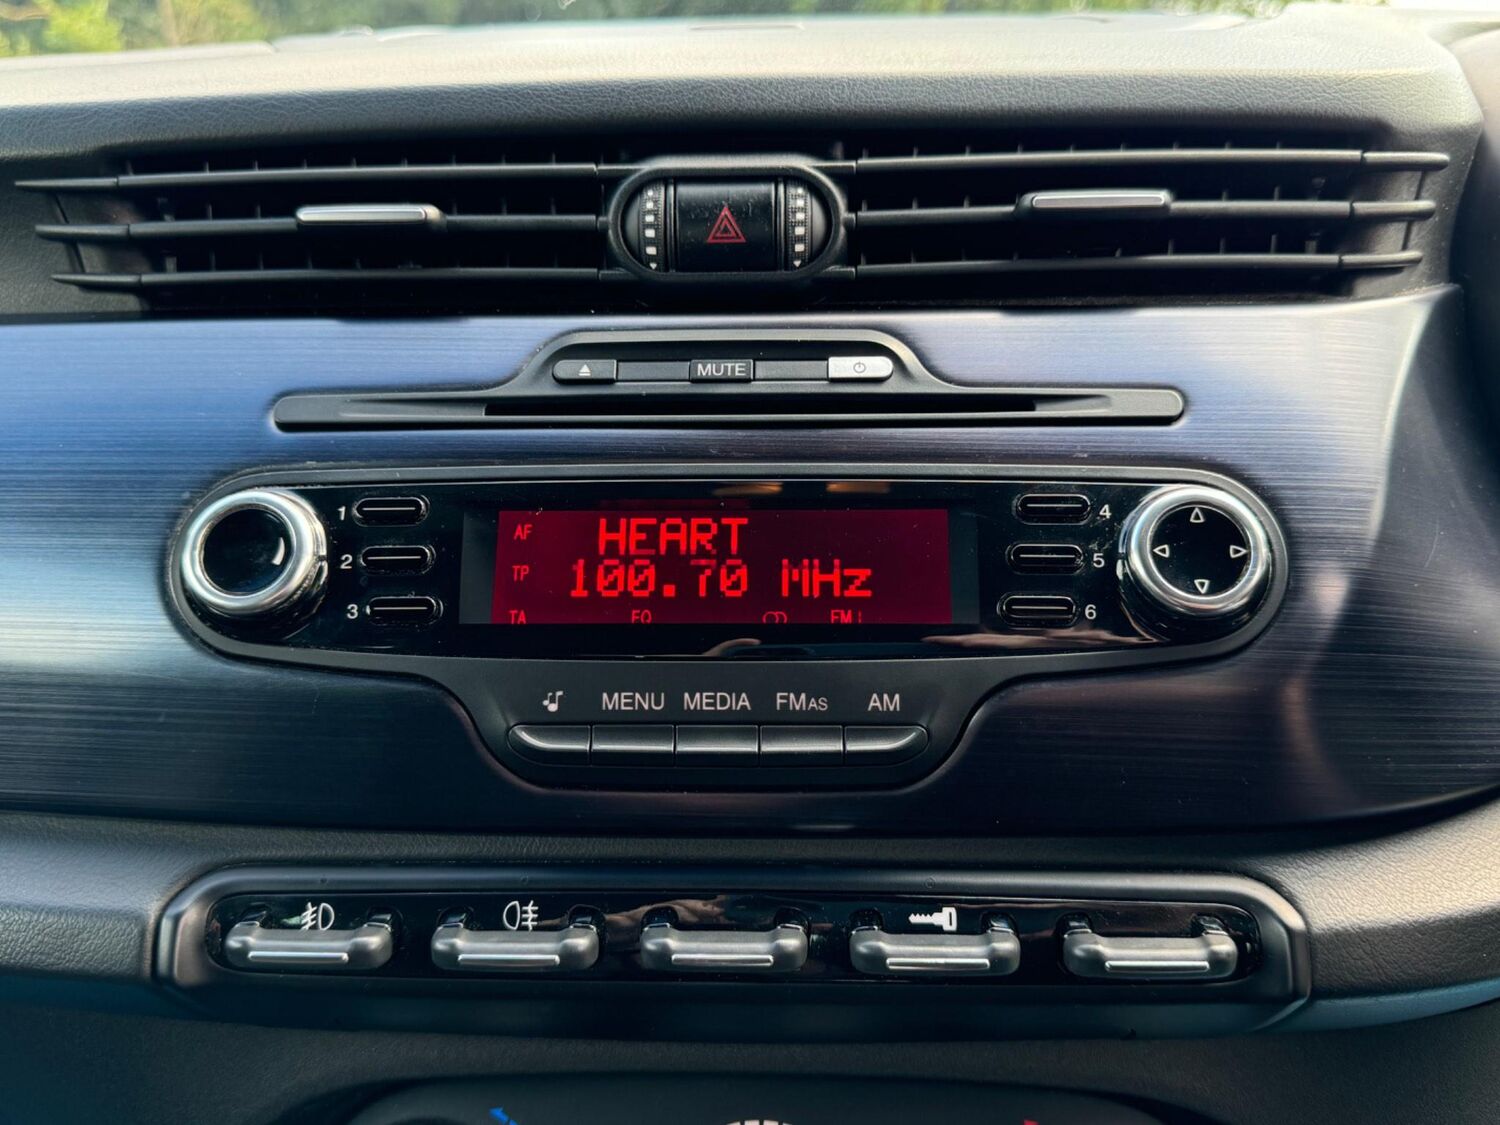 MUTE
1
4
AF HEART
2
5
TP 100.70 MHz
3
6
TA EQ FM1
MENU MEDIA FMAS AM